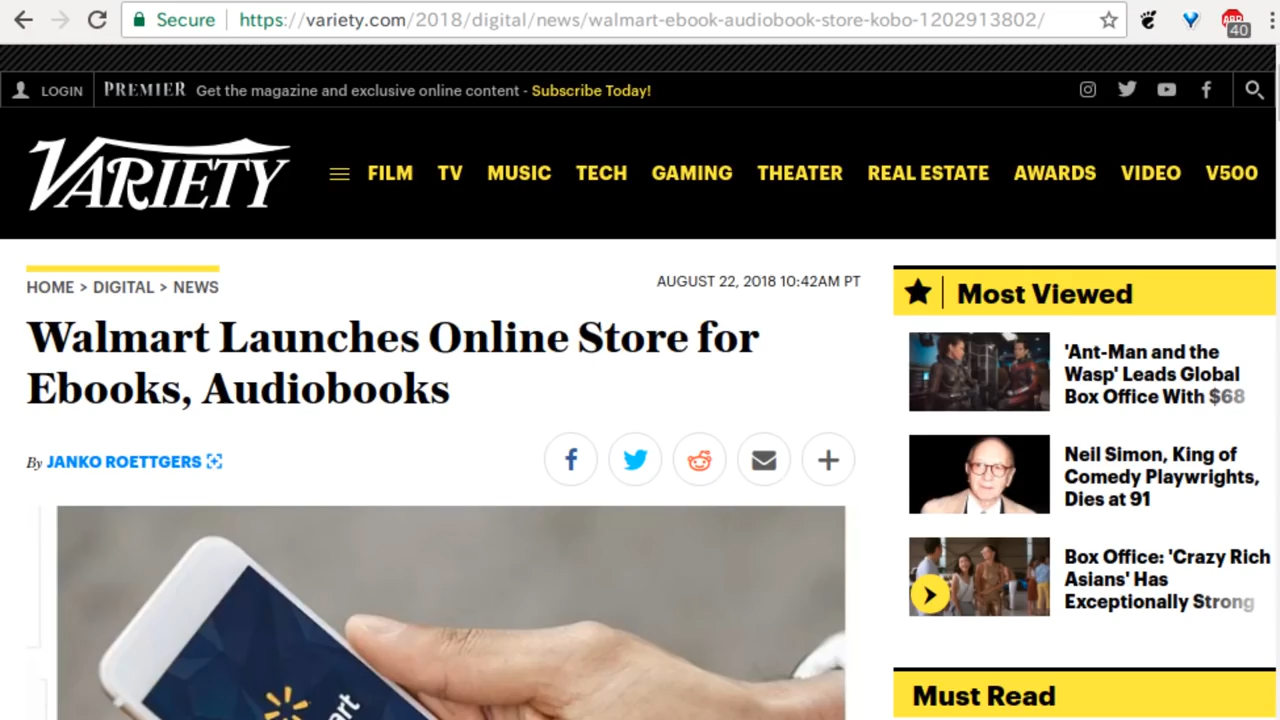 Secure
https://variety.com/2018/digital/news/walmart-ebook-audiobook-store-kobo-1202913802/
ABP
40
LOGIN
PREMIER Get the magazine and exclusive online content - Subscribe Today!
VARIETY
FILM TV MUSIC TECH GAMING THEATER REAL ESTATE AWARDS VIDEO V500
HOME > DIGITAL > NEWS
AUGUST 22, 2018 10:42AM PT
Walmart Launches Online Store for
Ebooks, Audiobooks
By JANKO ROETTGERS
art
Most Viewed
'Ant-Man and the
Wasp' Leads Global
Box Office With $68
Neil Simon, King of
Comedy Playwrights,
Dies at 91
Box Office: 'Crazy Rich
Asians' Has
Exceptionally Strong
Must Read